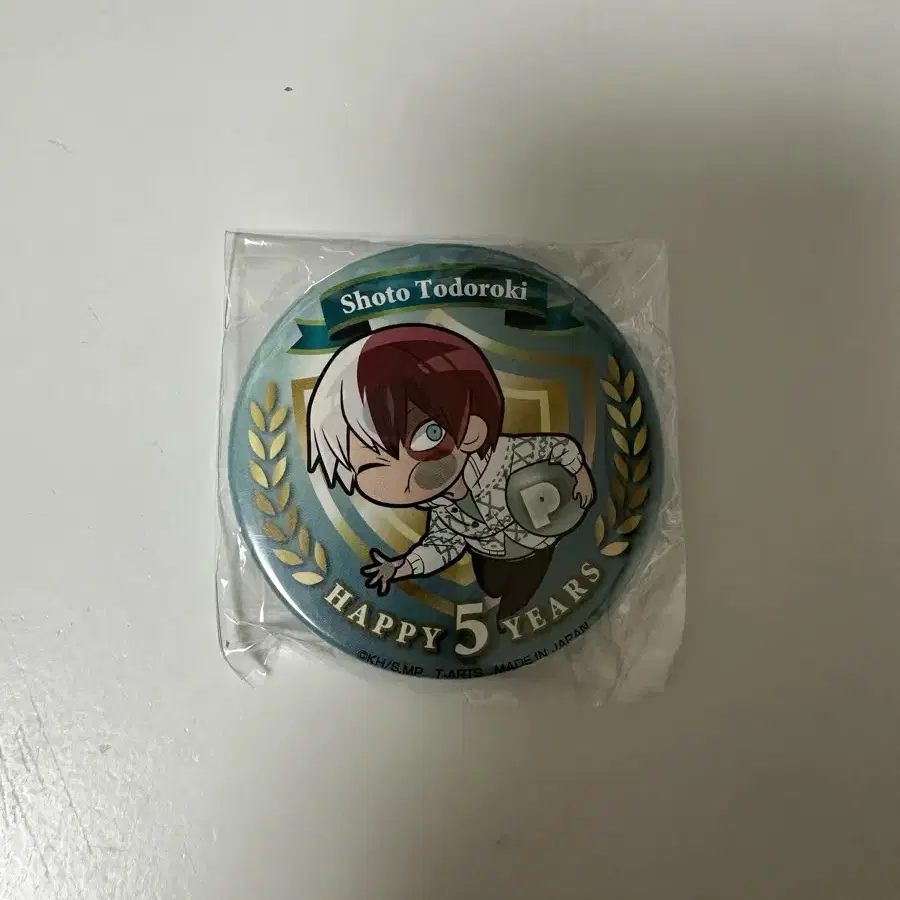 Shoto Todoroki
P
HAPPY 5 YEARS
©KH/S.MP T-ARTS MADE IN JAPAN